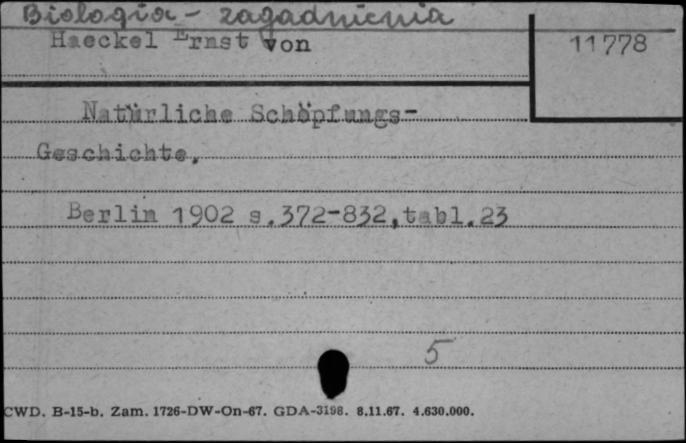 Biologia - zagadnienia
Haeckel Ernst von
11778
Natürliche Schöpfungs-
Geschichte.
Berlin 1902 s.372-832,tabl.23
5
CWD. B-15-b. Zam. 1726-DW-On-67. GDA-3198. 8.11.67. 4.630.000.